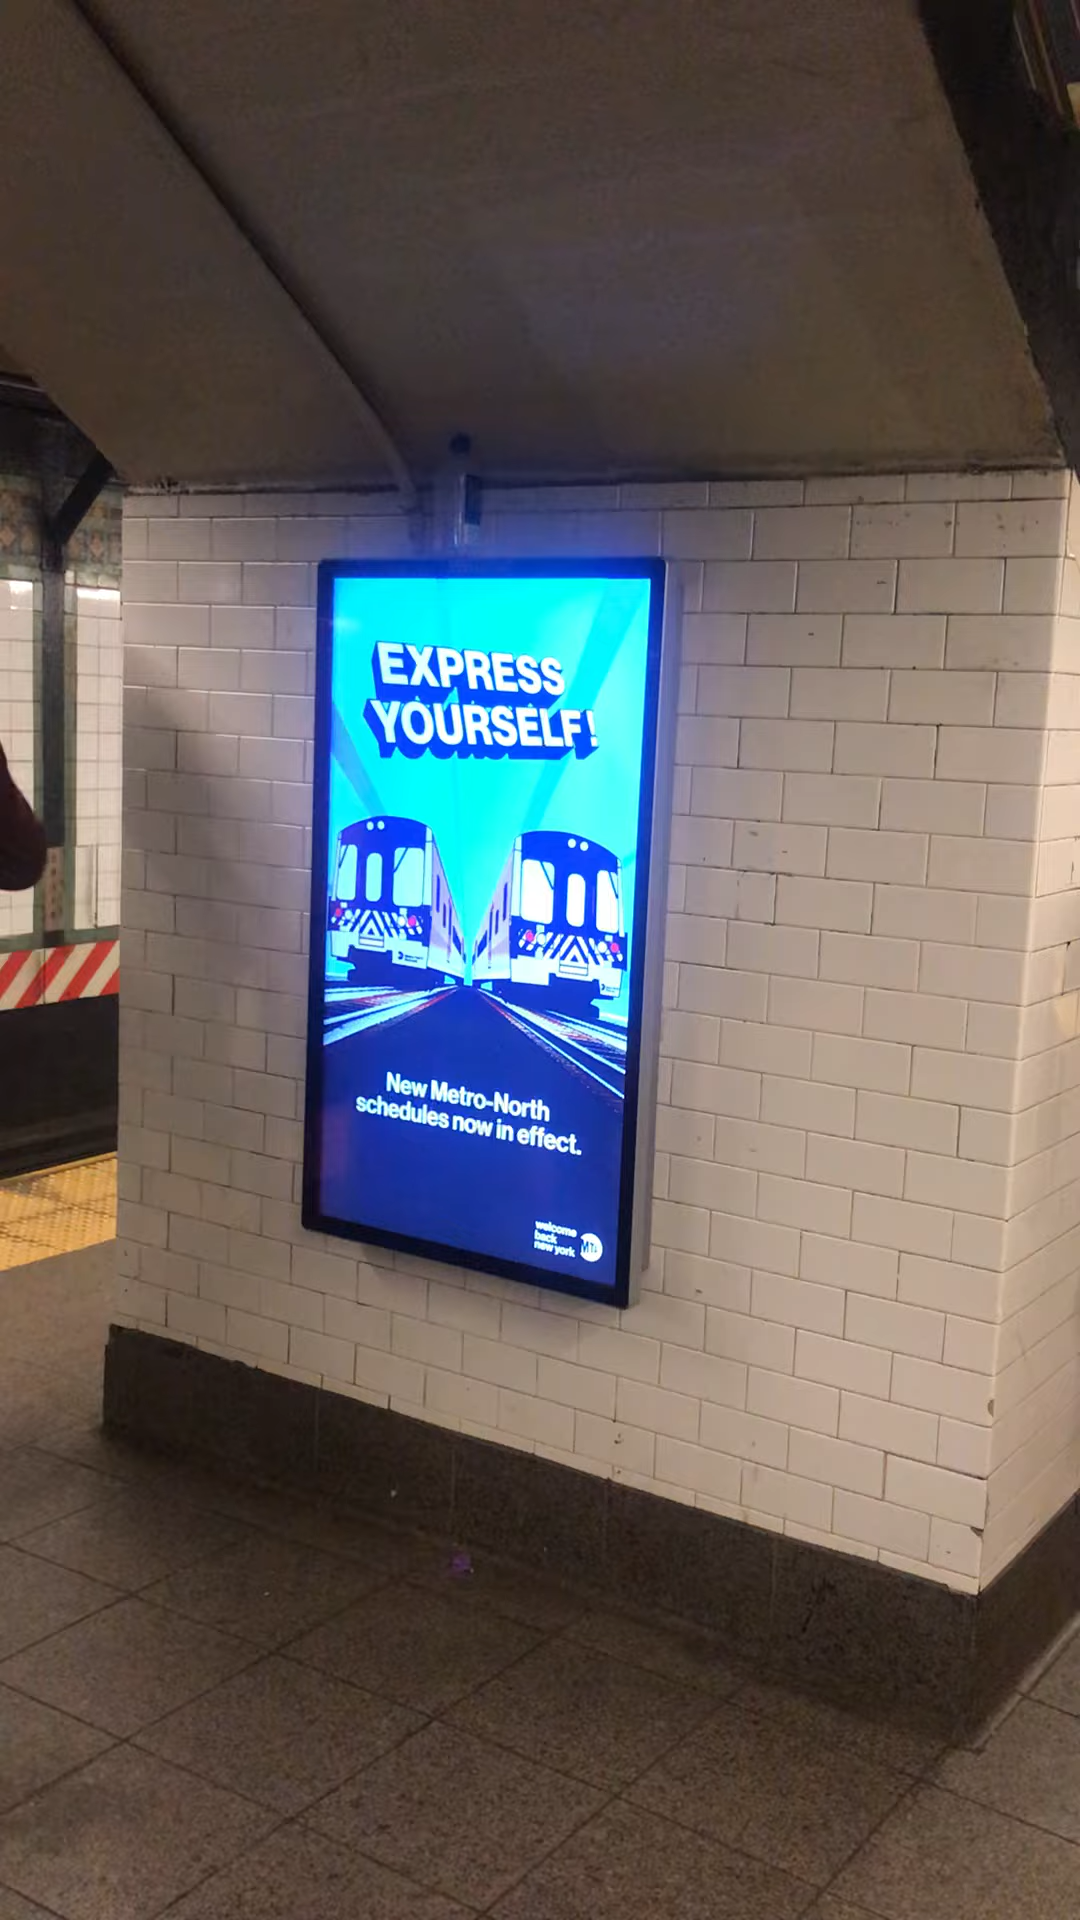 EXPRESS
YOURSELF!
New Metro-North
schedules now in effect.
welcome
back
new york
MTA